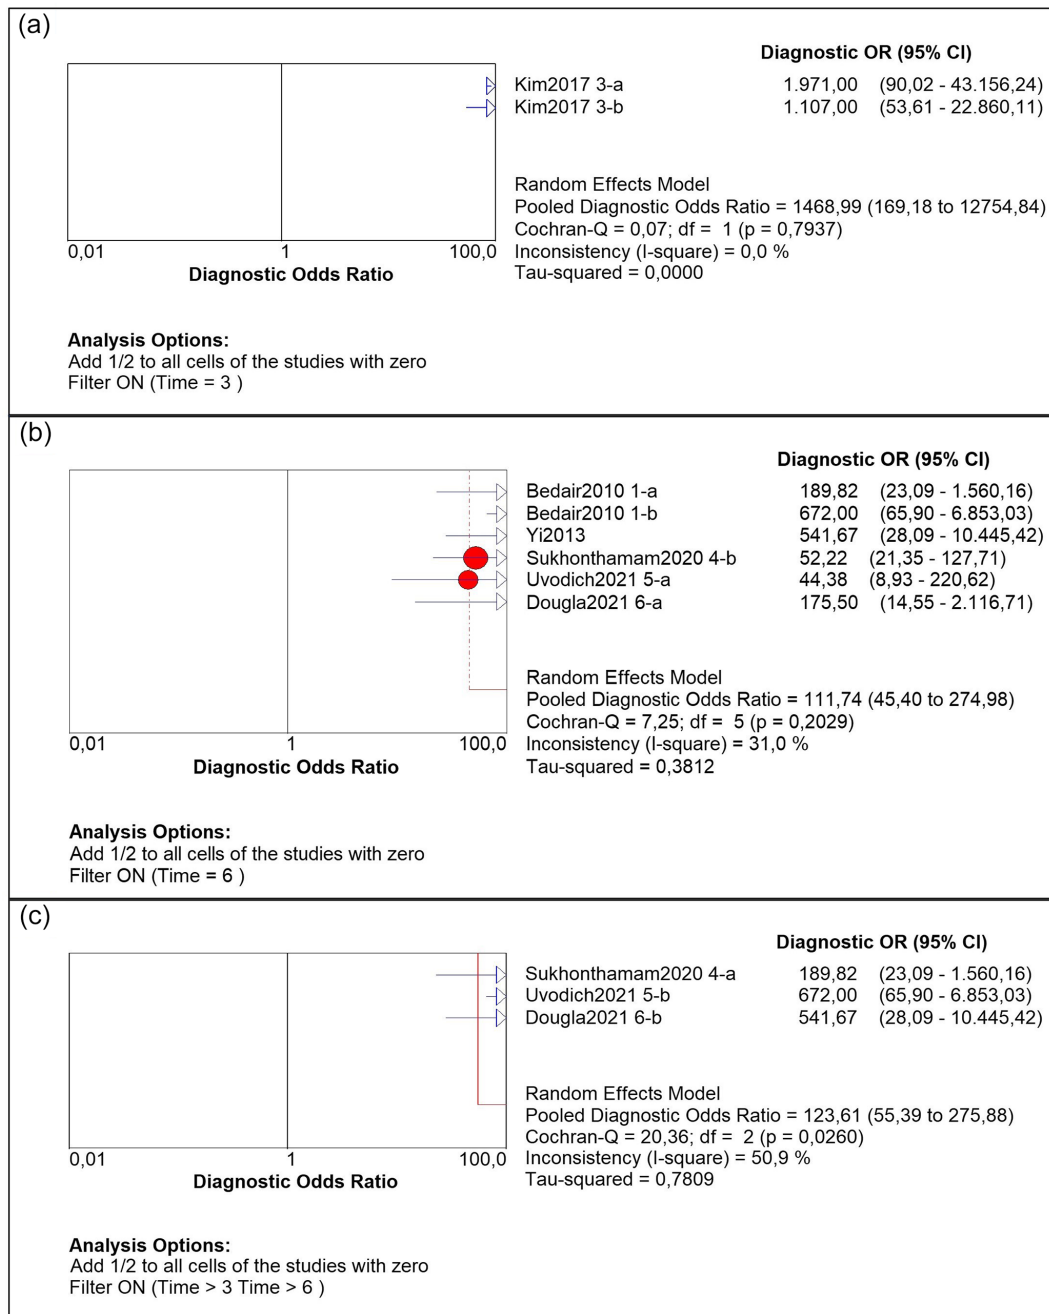 (a)
Diagnostic OR (95% CI)
Kim2017 3-a 1.971,00 (90,02 - 43.156,24)
Kim2017 3-b 1.107,00 (53,61 - 22.860,11)
Random Effects Model
Pooled Diagnostic Odds Ratio = 1468,99 (169,18 to 12754,84)
Cochran-Q = 0,07; df = 1 (p = 0,7937)
Inconsistency (I-square) = 0,0 %
Tau-squared = 0,0000
0,01 1 100,0
Diagnostic Odds Ratio
Analysis Options:
Add 1/2 to all cells of the studies with zero
Filter ON (Time = 3 )
(b)
Diagnostic OR (95% CI)
Bedair2010 1-a 189,82 (23,09 - 1.560,16)
Bedair2010 1-b 672,00 (65,90 - 6.853,03)
Yi2013 541,67 (28,09 - 10.445,42)
Sukhonthamam2020 4-b 52,22 (21,35 - 127,71)
Uvodich2021 5-a 44,38 (8,93 - 220,62)
Dougla2021 6-a 175,50 (14,55 - 2.116,71)
Random Effects Model
Pooled Diagnostic Odds Ratio = 111,74 (45,40 to 274,98)
Cochran-Q = 7,25; df = 5 (p = 0,2029)
Inconsistency (I-square) = 31,0 %
Tau-squared = 0,3812
0,01 1 100,0
Diagnostic Odds Ratio
Analysis Options:
Add 1/2 to all cells of the studies with zero
Filter ON (Time = 6 )
(c)
Diagnostic OR (95% CI)
Sukhonthamam2020 4-a 189,82 (23,09 - 1.560,16)
Uvodich2021 5-b 672,00 (65,90 - 6.853,03)
Dougla2021 6-b 541,67 (28,09 - 10.445,42)
Random Effects Model
Pooled Diagnostic Odds Ratio = 123,61 (55,39 to 275,88)
Cochran-Q = 20,36; df = 2 (p = 0,0260)
Inconsistency (I-square) = 50,9 %
Tau-squared = 0,7809
0,01 1 100,0
Diagnostic Odds Ratio
Analysis Options:
Add 1/2 to all cells of the studies with zero
Filter ON (Time > 3 Time > 6 )